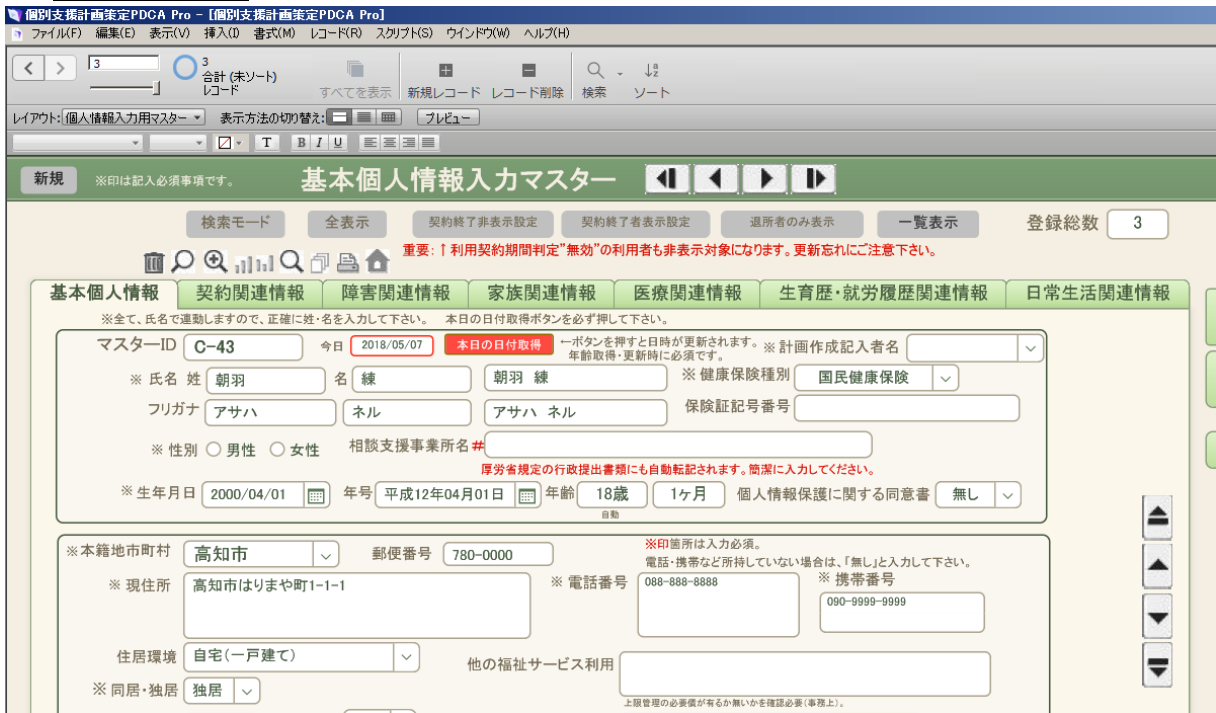 個別支援計画策定PDCA Pro - [個別支援計画策定PDCA Pro]
ファイル(F) 編集(E) 表示(V) 挿入(I) 書式(M) レコード(R) スクリプト(S) ウインドウ(W) ヘルプ(H)
3 3
合計 (未ソート)
レコード すべてを表示 新規レコード レコード削除 検索 ソート
レイアウト: 個人情報入力用マスター 表示方法の切り替え: プレビュー
T B I U
新規 ※印は記入必須事項です。 基本個人情報入力マスター
検索モード 全表示 契約終了非表示設定 契約終了者表示設定 退所者のみ表示 一覧表示 登録総数 3
重要:↑利用契約期間判定"無効"の利用者も非表示対象になります。更新忘れにご注意下さい。
基本個人情報 契約関連情報 障害関連情報 家族関連情報 医療関連情報 生育歴・就労履歴関連情報 日常生活関連情報
※全て、氏名で連動しますので、正確に姓・名を入力して下さい。 本日の日付取得ボタンを必ず押して下さい。
マスターID C-43 今日 2018/05/07 本日の日付取得 ←ボタンを押すと日時が更新されます。 ※計画作成記入者名
年齢取得・更新時に必須です。
※ 氏名 姓 朝羽 名 練 朝羽 練 ※ 健康保険種別 国民健康保険
フリガナ アサハ ネル アサハ ネル 保険証記号番号
※ 性別 男性 女性 相談支援事業所名 #
厚労省規定の行政提出書類にも自動転記されます。簡潔に入力してください。
※生年月日 2000/04/01 年号 平成12年04月01日 年齢 18歳 1ケ月 個人情報保護に関する同意書 無し
自動
※本籍地市町村 高知市 郵便番号 780-0000 ※印箇所は入力必須。
電話・携帯など所持していない場合は、「無し」と入力して下さい。
※ 現住所 高知市はりまや町1-1-1 ※ 電話番号 088-888-8888 ※ 携帯番号
090-9999-9999
住居環境 自宅(一戸建て) 他の福祉サービス利用
※ 同居・独居 独居
上限管理の必要価が有るか無いかを確認必要(事務上)。